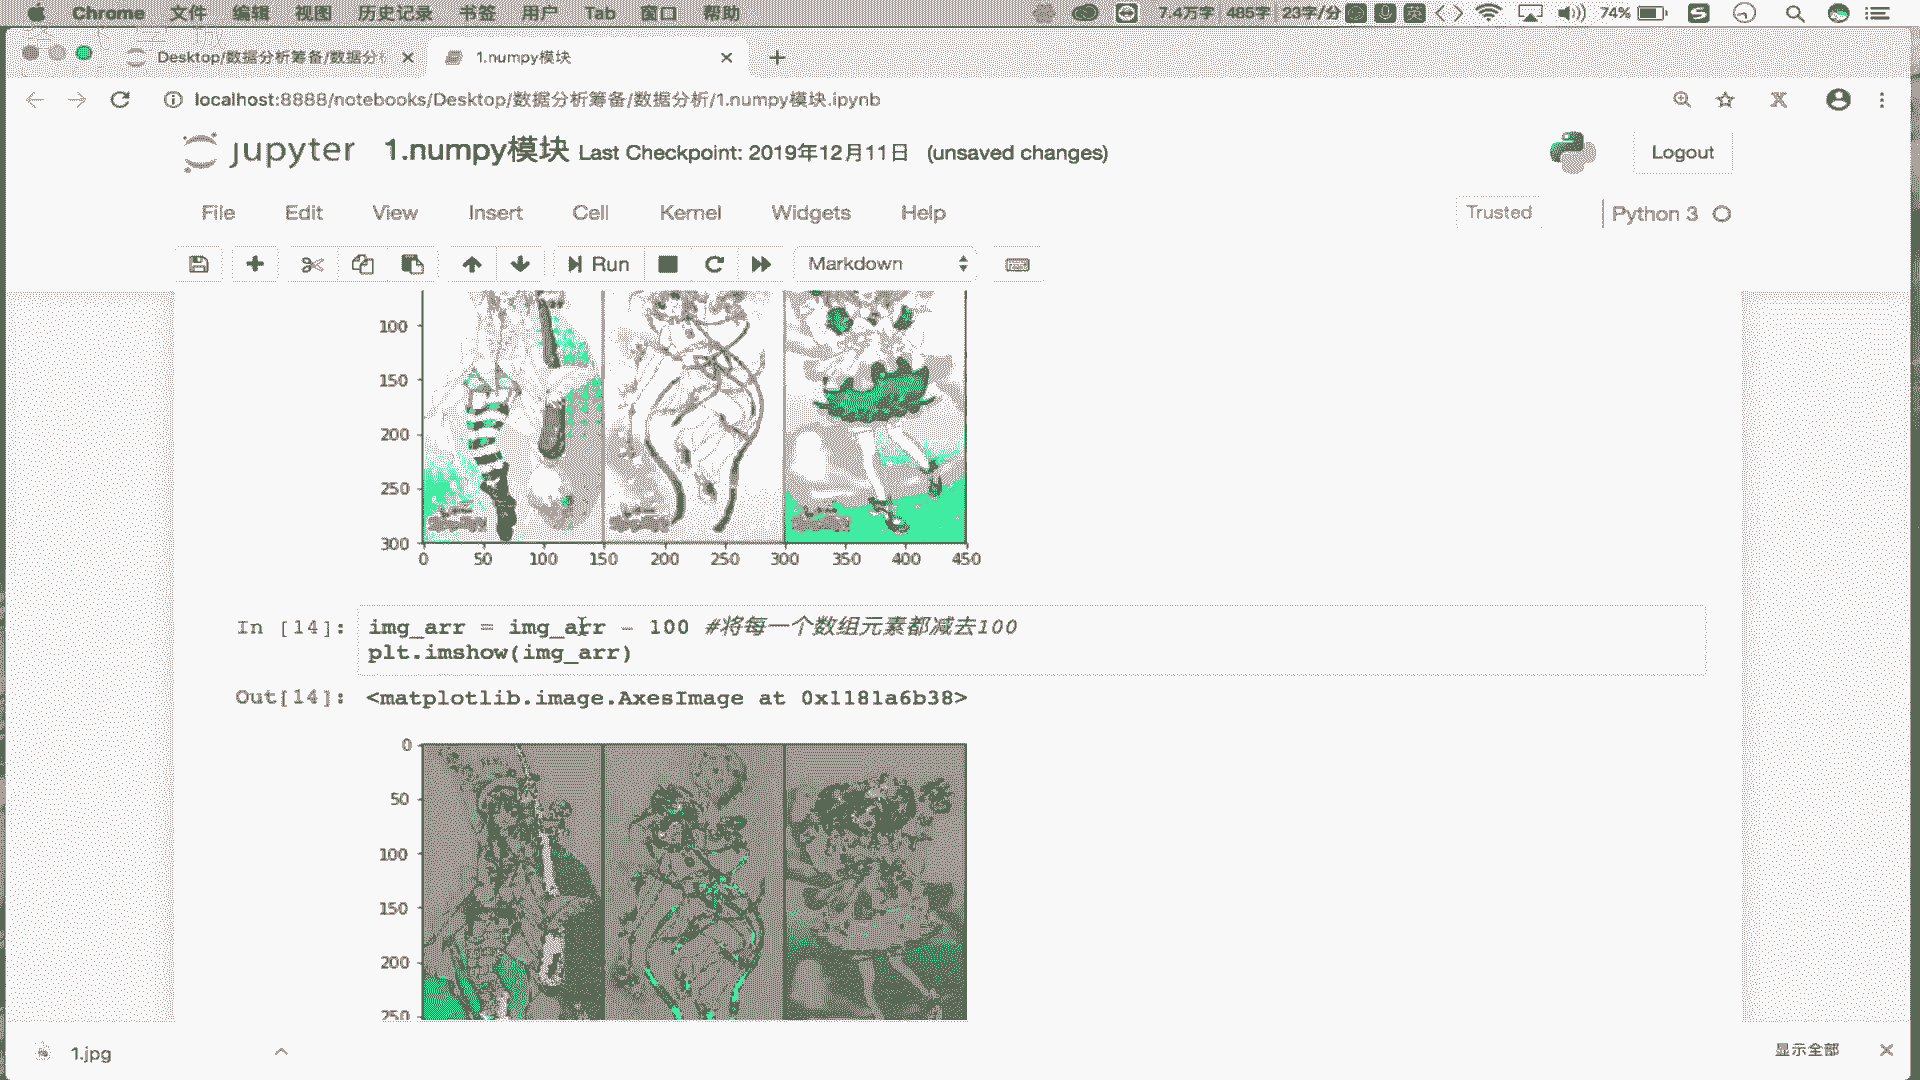 Chrome 文件 编辑 视图 历史记录 书签 用户 Tab 窗口 帮助 7.4万字 485字 23字/分 英 74%
Desktop/数据分析筹备/数据分析 1.numpy模块
localhost:8888/notebooks/Desktop/数据分析筹备/数据分析/1.numpy模块.ipynb
jupyter 1.numpy模块 Last Checkpoint: 2019年12月11日 (unsaved changes) Logout
File Edit View Insert Cell Kernel Widgets Help Trusted Python 3
Run Markdown
100
150
200
250
300
0 50 100 150 200 250 300 350 400 450
In [14]: img_arr = img_arr - 100 #将每一个数组元素都减去100
plt.imshow(img_arr)
Out[14]: <matplotlib.image.AxesImage at 0x1181a6b38>
0
50
100
150
200
250
1.jpg 显示全部